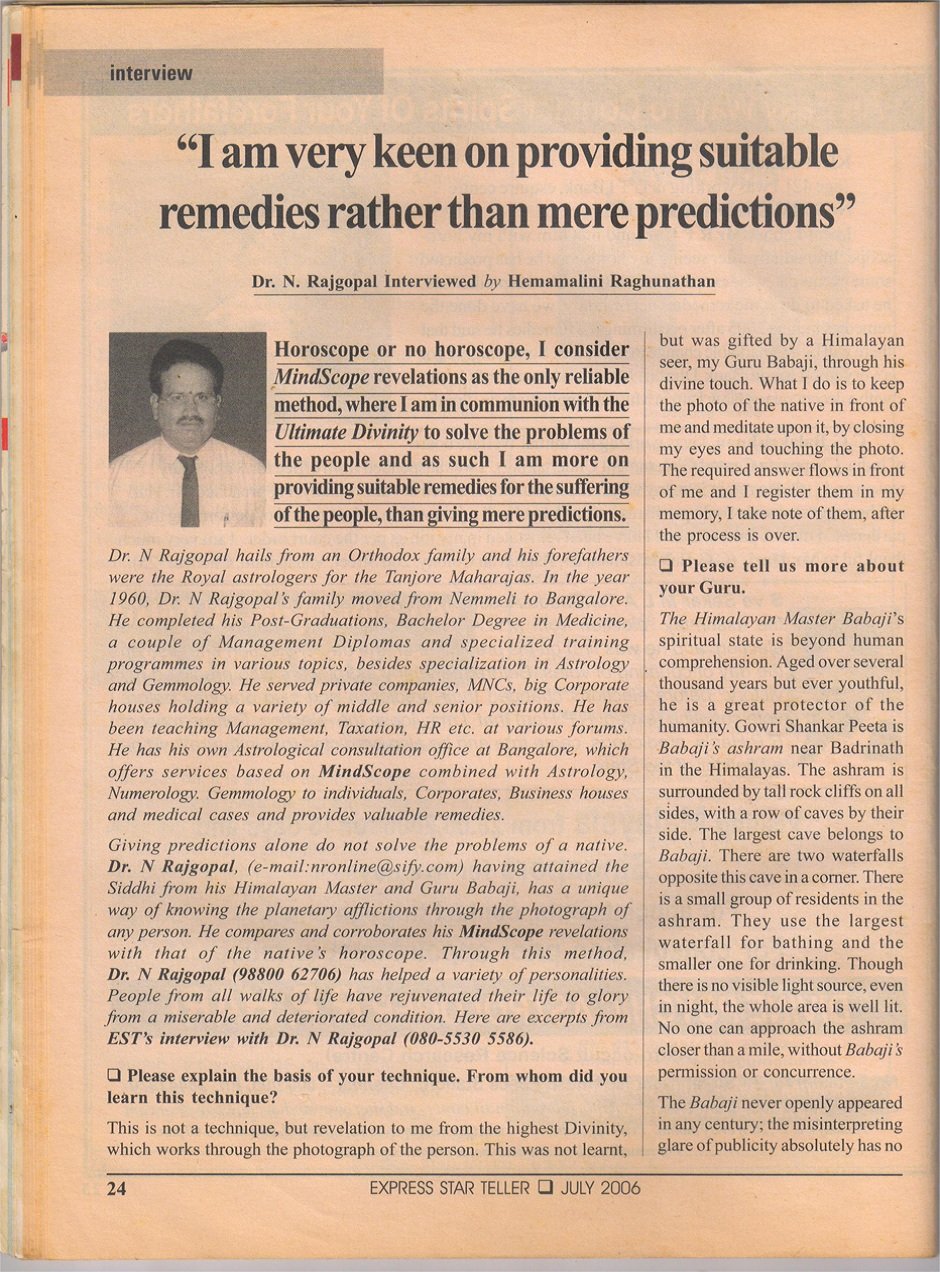 interview
“I am very keen on providing suitable
remedies rather than mere predictions”
Dr. N. Rajgopal Interviewed by Hemamalini Raghunathan
Horoscope or no horoscope, I consider
MindScope revelations as the only reliable
method, where I am in communion with the
Ultimate Divinity to solve the problems of
the people and as such I am more on
providing suitable remedies for the suffering
of the people, than giving mere predictions.
Dr. N Rajgopal hails from an Orthodox family and his forefathers
were the Royal astrologers for the Tanjore Maharajas. In the year
1960, Dr. N Rajgopal’s family moved from Nemmeli to Bangalore.
He completed his Post-Graduations, Bachelor Degree in Medicine,
a couple of Management Diplomas and specialized training
programmes in various topics, besides specialization in Astrology
and Gemmology. He served private companies, MNCs, big Corporate
houses holding a variety of middle and senior positions. He has
been teaching Management, Taxation, HR etc. at various forums.
He has his own Astrological consultation office at Bangalore, which
offers services based on MindScope combined with Astrology,
Numerology. Gemmology to individuals, Corporates, Business houses
and medical cases and provides valuable remedies.
Giving predictions alone do not solve the problems of a native.
Dr. N Rajgopal, (e-mail:nronline@sify.com) having attained the
Siddhi from his Himalayan Master and Guru Babaji, has a unique
way of knowing the planetary afflictions through the photograph of
any person. He compares and corroborates his MindScope revelations
with that of the native’s horoscope. Through this method,
Dr. N Rajgopal (98800 62706) has helped a variety of personalities.
People from all walks of life have rejuvenated their life to glory
from a miserable and deteriorated condition. Here are excerpts from
EST’s interview with Dr. N Rajgopal (080-5530 5586).
❑ Please explain the basis of your technique. From whom did you
learn this technique?
This is not a technique, but revelation to me from the highest Divinity,
which works through the photograph of the person. This was not learnt,
but was gifted by a Himalayan
seer, my Guru Babaji, through his
divine touch. What I do is to keep
the photo of the native in front of
me and meditate upon it, by closing
my eyes and touching the photo.
The required answer flows in front
of me and I register them in my
memory, I take note of them, after
the process is over.
❑ Please tell us more about
your Guru.
The Himalayan Master Babaji’s
spiritual state is beyond human
comprehension. Aged over several
thousand years but ever youthful,
he is a great protector of the
humanity. Gowri Shankar Peeta is
Babaji’s ashram near Badrinath
in the Himalayas. The ashram is
surrounded by tall rock cliffs on all
sides, with a row of caves by their
side. The largest cave belongs to
Babaji. There are two waterfalls
opposite this cave in a corner. There
is a small group of residents in the
ashram. They use the largest
waterfall for bathing and the
smaller one for drinking. Though
there is no visible light source, even
in night, the whole area is well lit.
No one can approach the ashram
closer than a mile, without Babaji’s
permission or concurrence.
The Babaji never openly appeared
in any century; the misinterpreting
glare of publicity absolutely has no
24
EXPRESS STAR TELLER ❑ JULY 2006